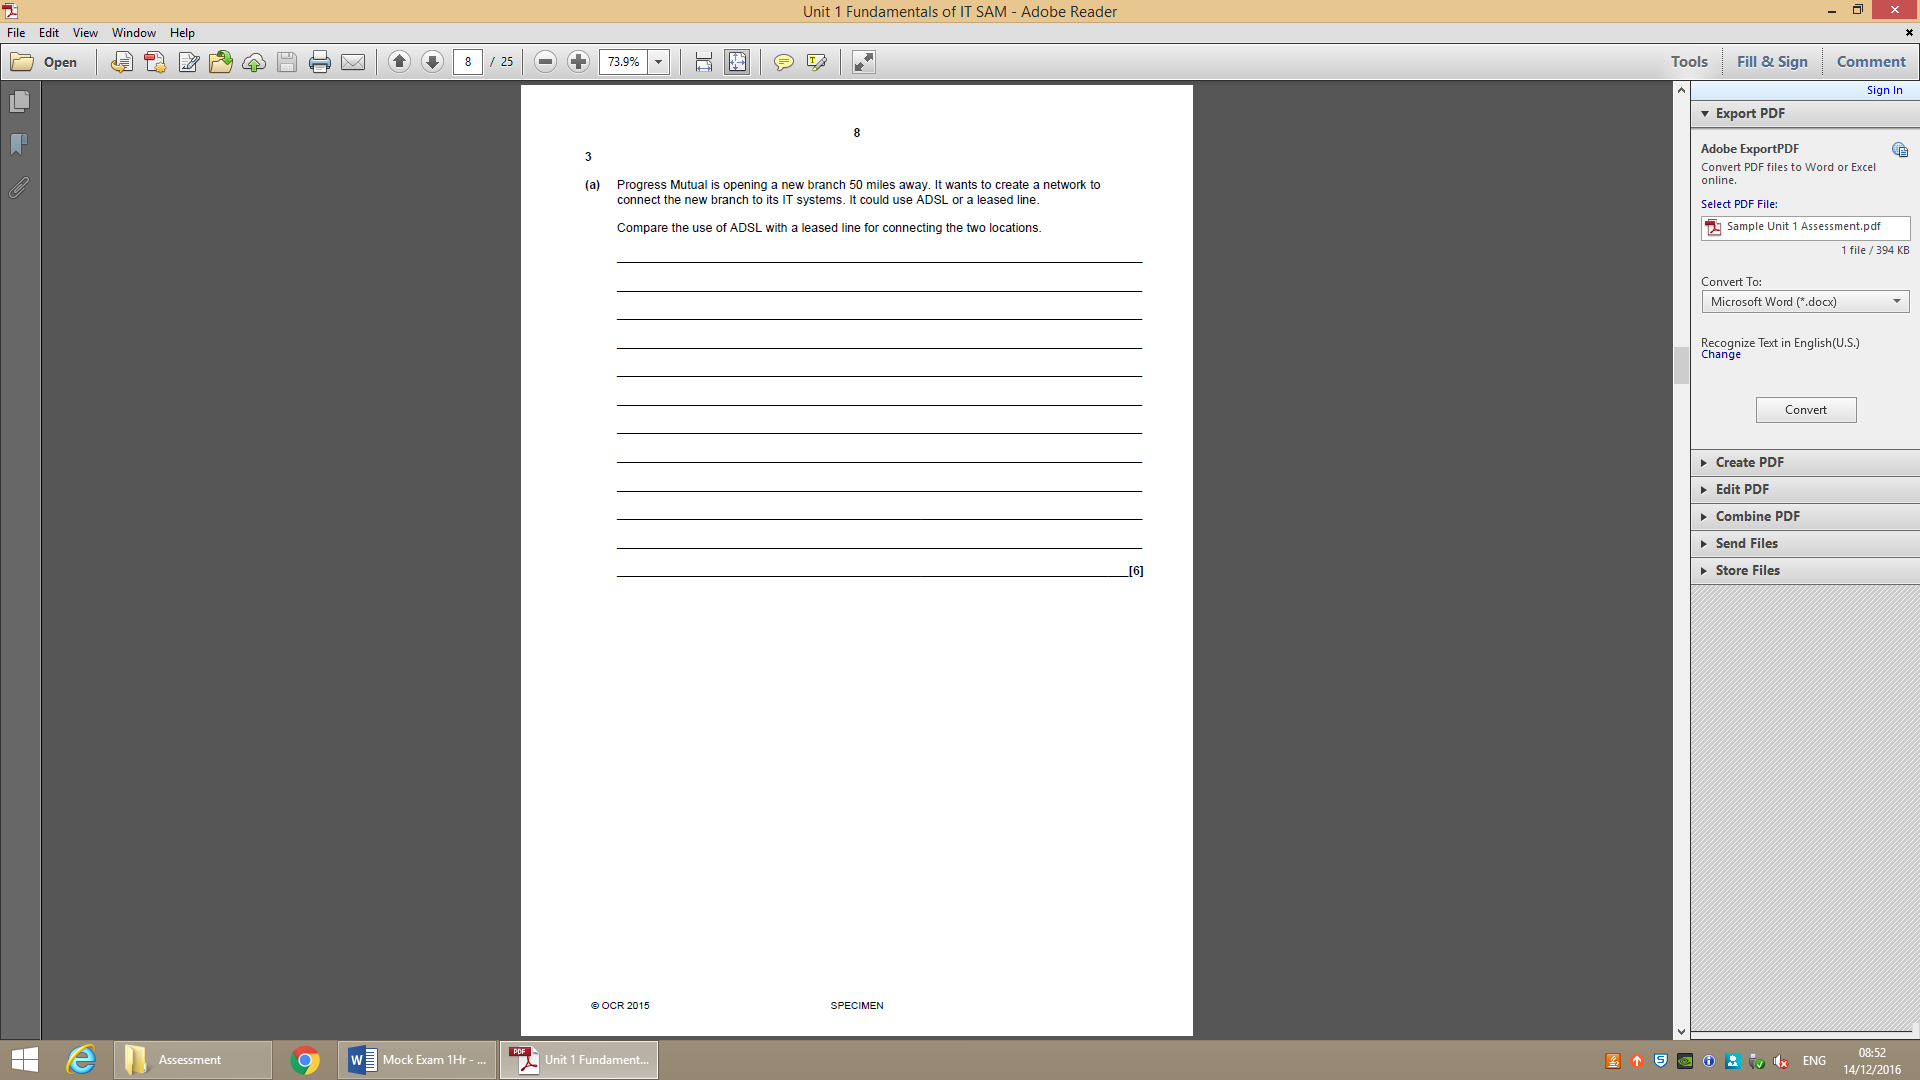 Unit 1 Fundamentals of IT SAM - Adobe Reader
File Edit View Window Help
Open 8 / 25 73.9% Tools Fill & Sign Comment
Sign In
Export PDF
Adobe ExportPDF
Convert PDF files to Word or Excel
online.
Select PDF File:
Sample Unit 1 Assessment.pdf
1 file / 394 KB
Convert To:
Microsoft Word (*.docx)
Recognize Text in English(U.S.)
Change
Convert
Create PDF
Edit PDF
Combine PDF
Send Files
Store Files
8
3
(a) Progress Mutual is opening a new branch 50 miles away. It wants to create a network to
connect the new branch to its IT systems. It could use ADSL or a leased line.
Compare the use of ADSL with a leased line for connecting the two locations.
[6]
© OCR 2015 SPECIMEN
Assessment Mock Exam 1Hr - ... Unit 1 Fundament... ENG 08:52
14/12/2016